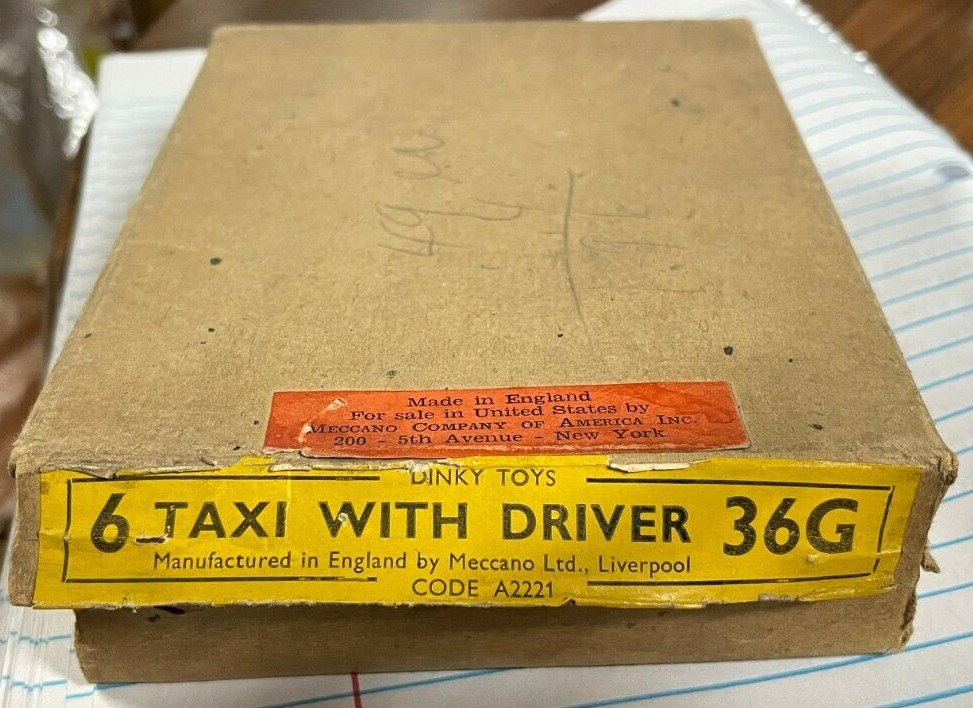 Made in England
For sale in United States by
MECCANO COMPANY OF AMERICA INC.
200 - 5th Avenue - New York
DINKY TOYS
6 TAXI WITH DRIVER 36G
Manufactured in England by Meccano Ltd., Liverpool
CODE A2221